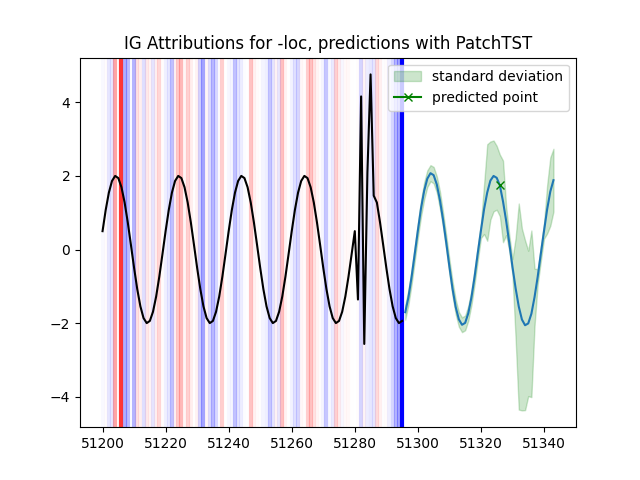 IG Attributions for -loc, predictions with PatchTST
standard deviation
predicted point
4
2
0
−2
−4
51200 51220 51240 51260 51280 51300 51320 51340